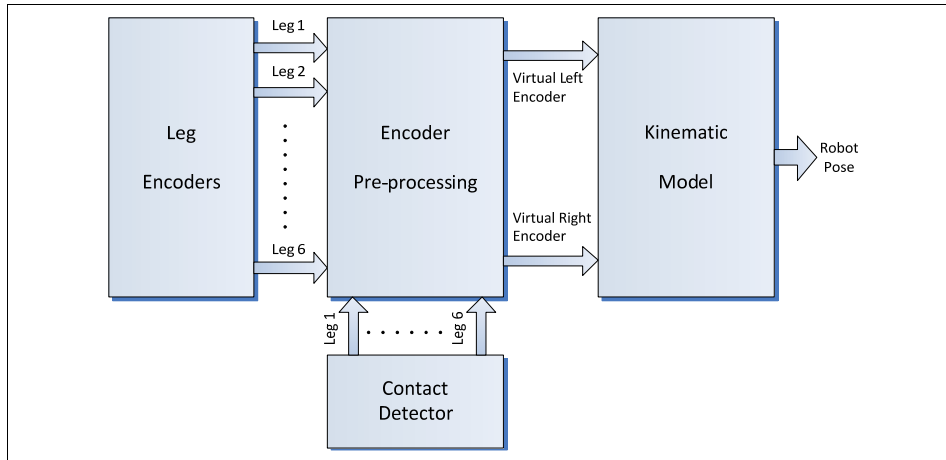 Leg 1
Leg 2
Leg 6
Leg
Encoders
Encoder
Pre-processing
Virtual Left
Encoder
Virtual Right
Encoder
Kinematic
Model
Robot
Pose
Leg 1
Leg 6
Contact
Detector